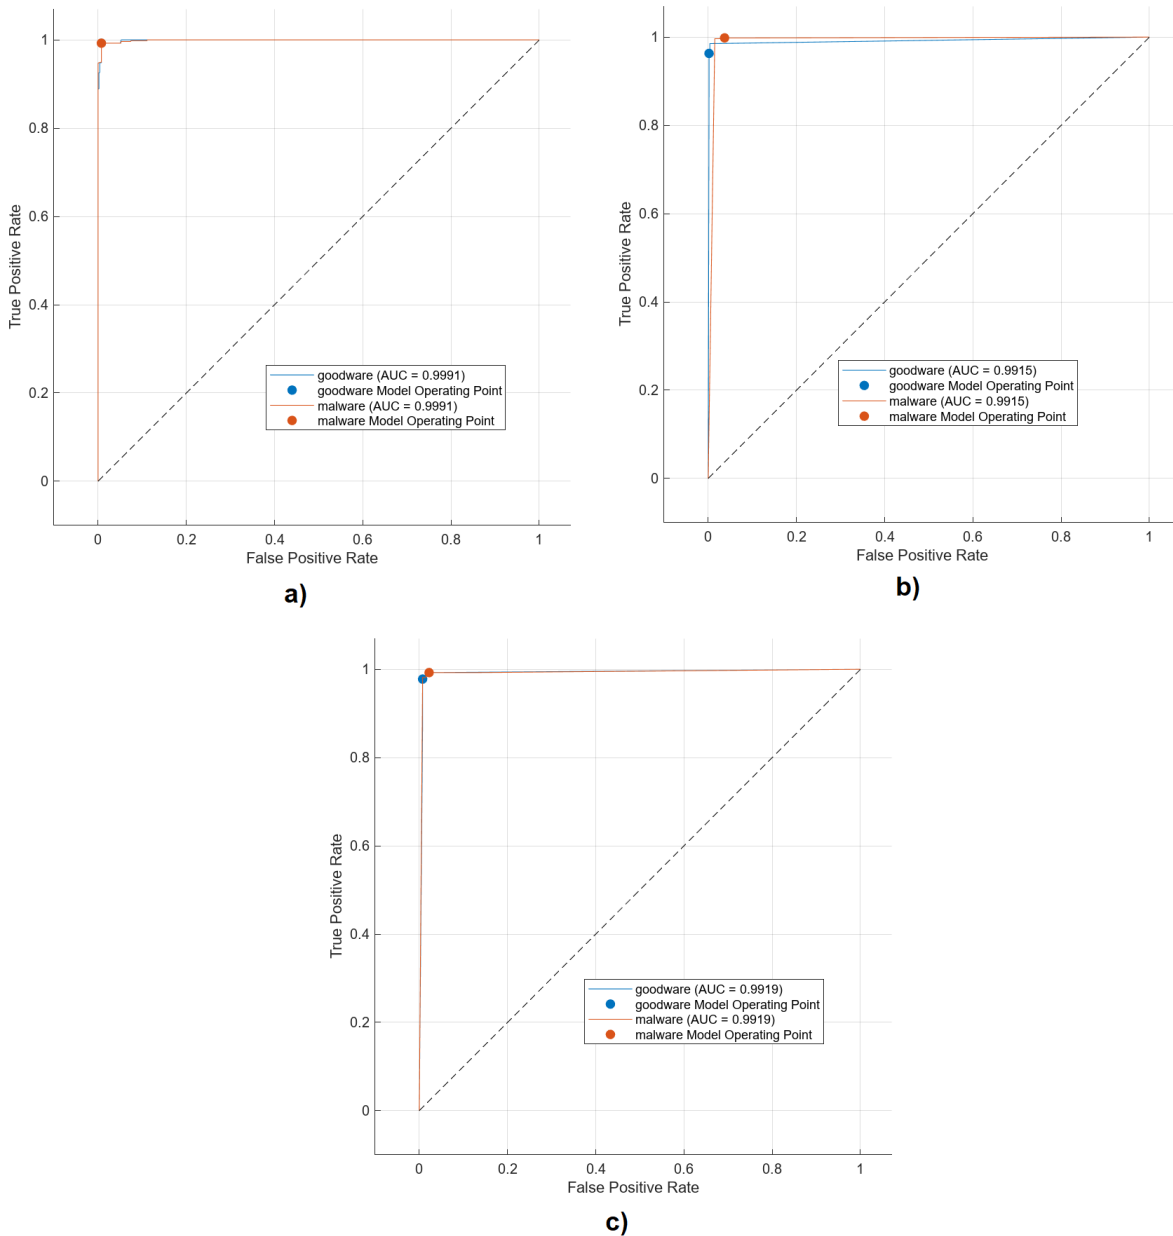 1
0.8
0.6
0.4
0.2
0
True Positive Rate
goodware (AUC = 0.9991)
goodware Model Operating Point
malware (AUC = 0.9991)
malware Model Operating Point
0 0.2 0.4 0.6 0.8 1
False Positive Rate
a)
1
0.8
0.6
0.4
0.2
0
True Positive Rate
goodware (AUC = 0.9915)
goodware Model Operating Point
malware (AUC = 0.9915)
malware Model Operating Point
0 0.2 0.4 0.6 0.8 1
False Positive Rate
b)
1
0.8
0.6
0.4
0.2
0
True Positive Rate
goodware (AUC = 0.9919)
goodware Model Operating Point
malware (AUC = 0.9919)
malware Model Operating Point
0 0.2 0.4 0.6 0.8 1
False Positive Rate
c)